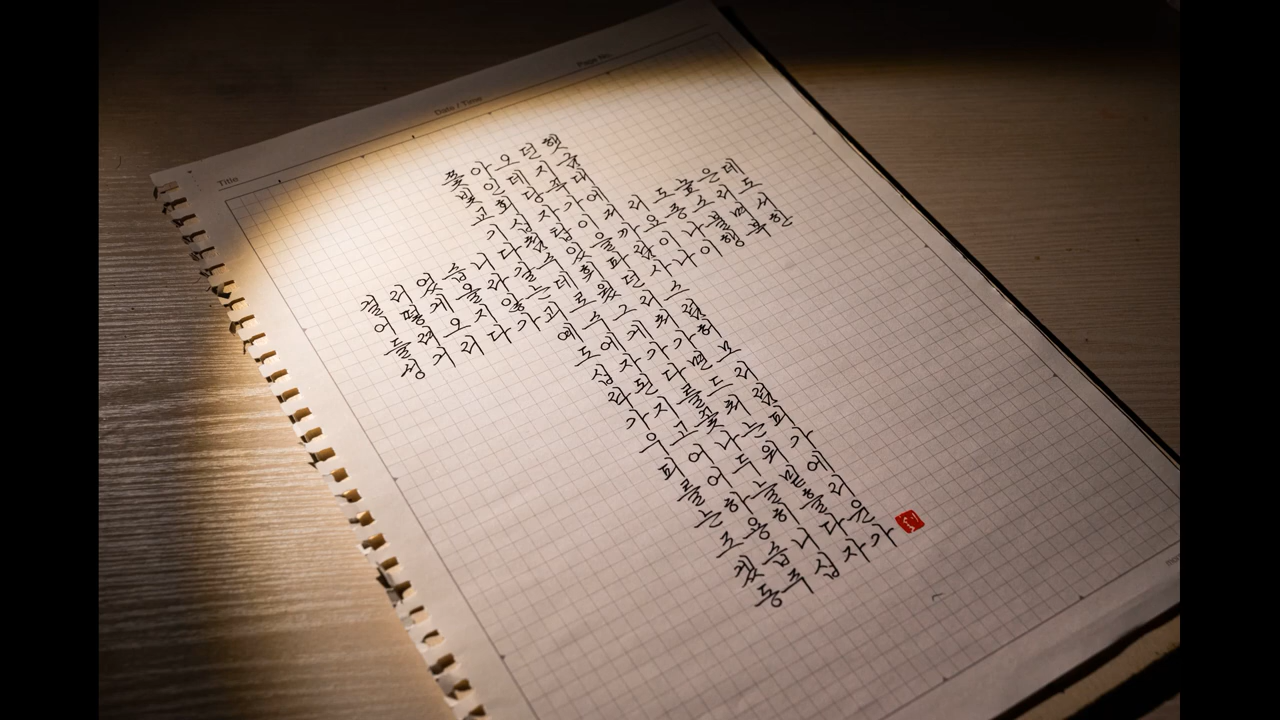 Title
Date / Time
Page No.
쫓아오던햇
빛인데지금
교회당꼭대
기십자가에
걸리었습니다첨탑이저리도높은데
어떻게올라갈수있을까요종소리도
들려오지않는데휘파람이나불며서
성거리다가괴로웠던사나이행복한
예수그리스
도에게처럼
십자가가허
락된다면모
가지를드리
우고꽃처럼
피어나는피
를어두워가
는하늘밑에
조용히흘리
겠습니다윤
동주십자가